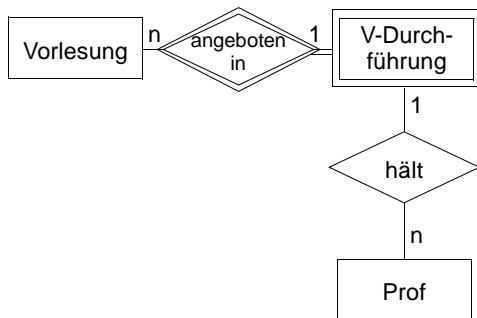 n
1
Vorlesung
angeboten
in
V-Durch-
führung
1
hält
n
Prof